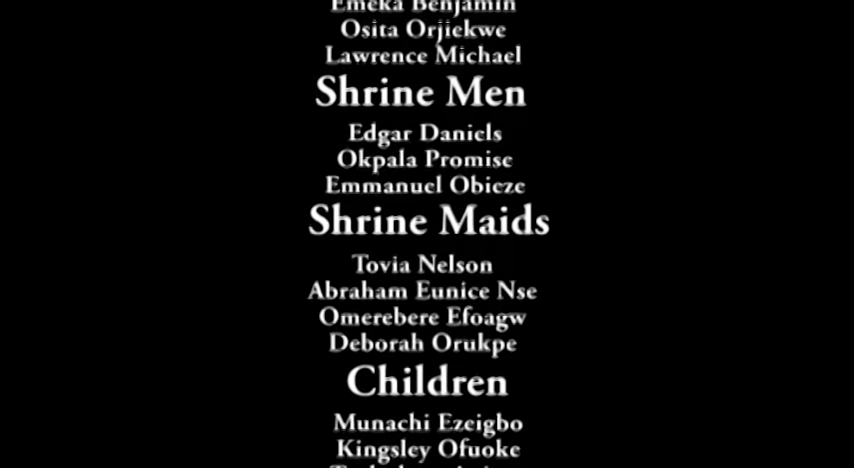 Emeka Benjamin
Osita Orjiekwe
Lawrence Michael
Shrine Men
Edgar Daniels
Okpala Promise
Emmanuel Obieze
Shrine Maids
Tovia Nelson
Abraham Eunice Nse
Omerebere Efoagw
Deborah Orukpe
Children
Munachi Ezeigbo
Kingsley Ofuoke